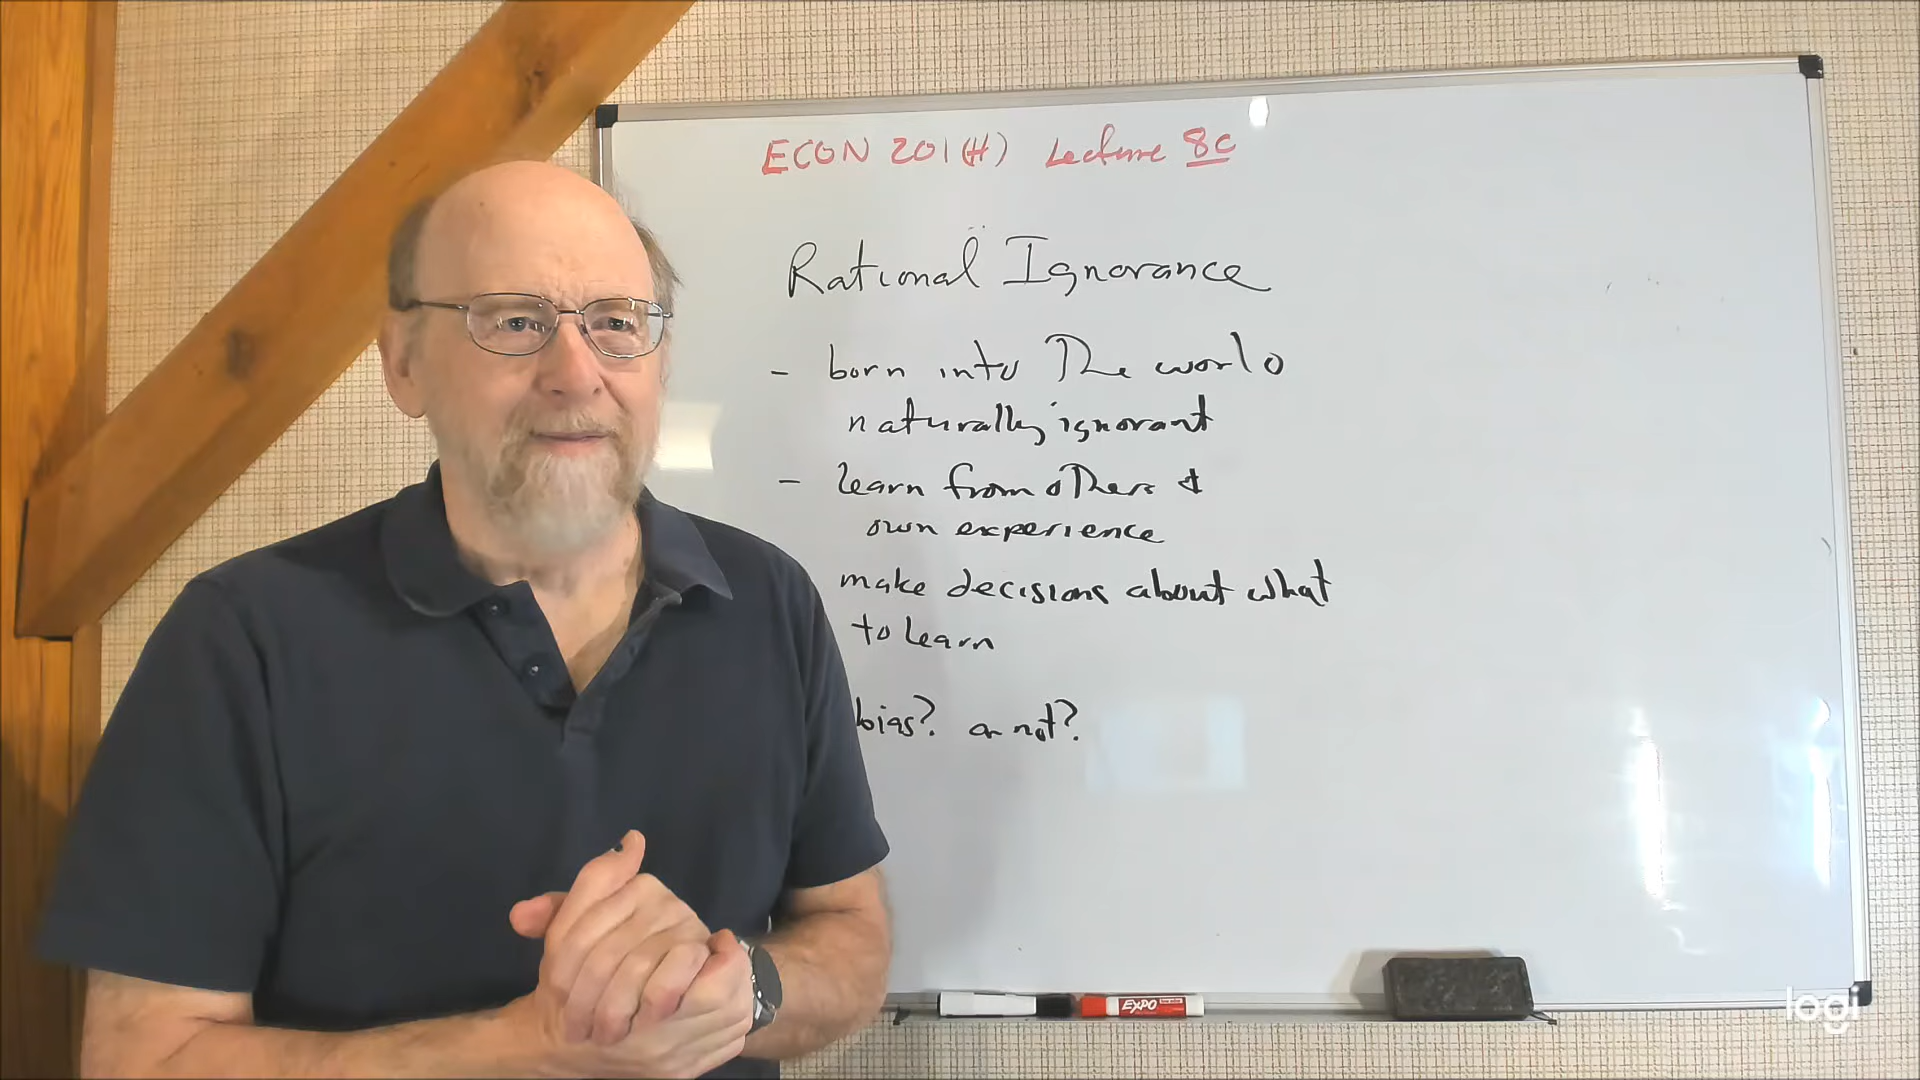 ECON 201(H) Lecture 8c
Rational Ignorance
- born into The world
naturally ignorant
- learn from others &
own experience
make decisions about what
to learn
bias? or not?
EXPO
logi